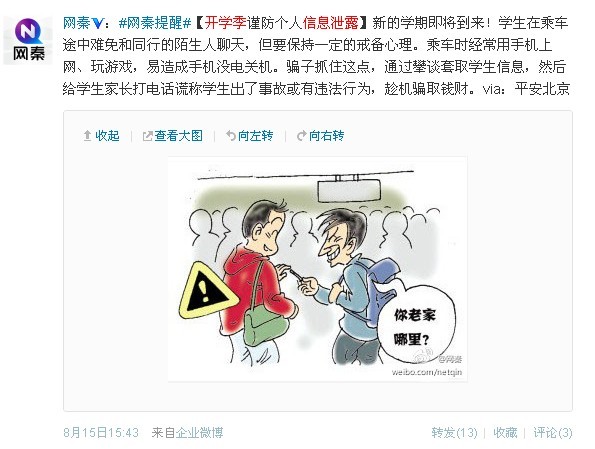 网秦V：#网秦提醒#【开学季谨防个人信息泄露】新的学期即将到来！学生在乘车
途中难免和同行的陌生人聊天，但要保持一定的戒备心理。乘车时经常用手机上
网、玩游戏，易造成手机没电关机。骗子抓住这点，通过攀谈套取学生信息，然后
给学生家长打电话谎称学生出了事故或有违法行为，趁机骗取钱财。via：平安北京
N
网秦
收起 | 查看大图 | 向左转 | 向右转
你老家
哪里？
@网秦
weibo.com/netqin
8月15日15:43 来自企业微博
转发(13) | 收藏 | 评论(3)